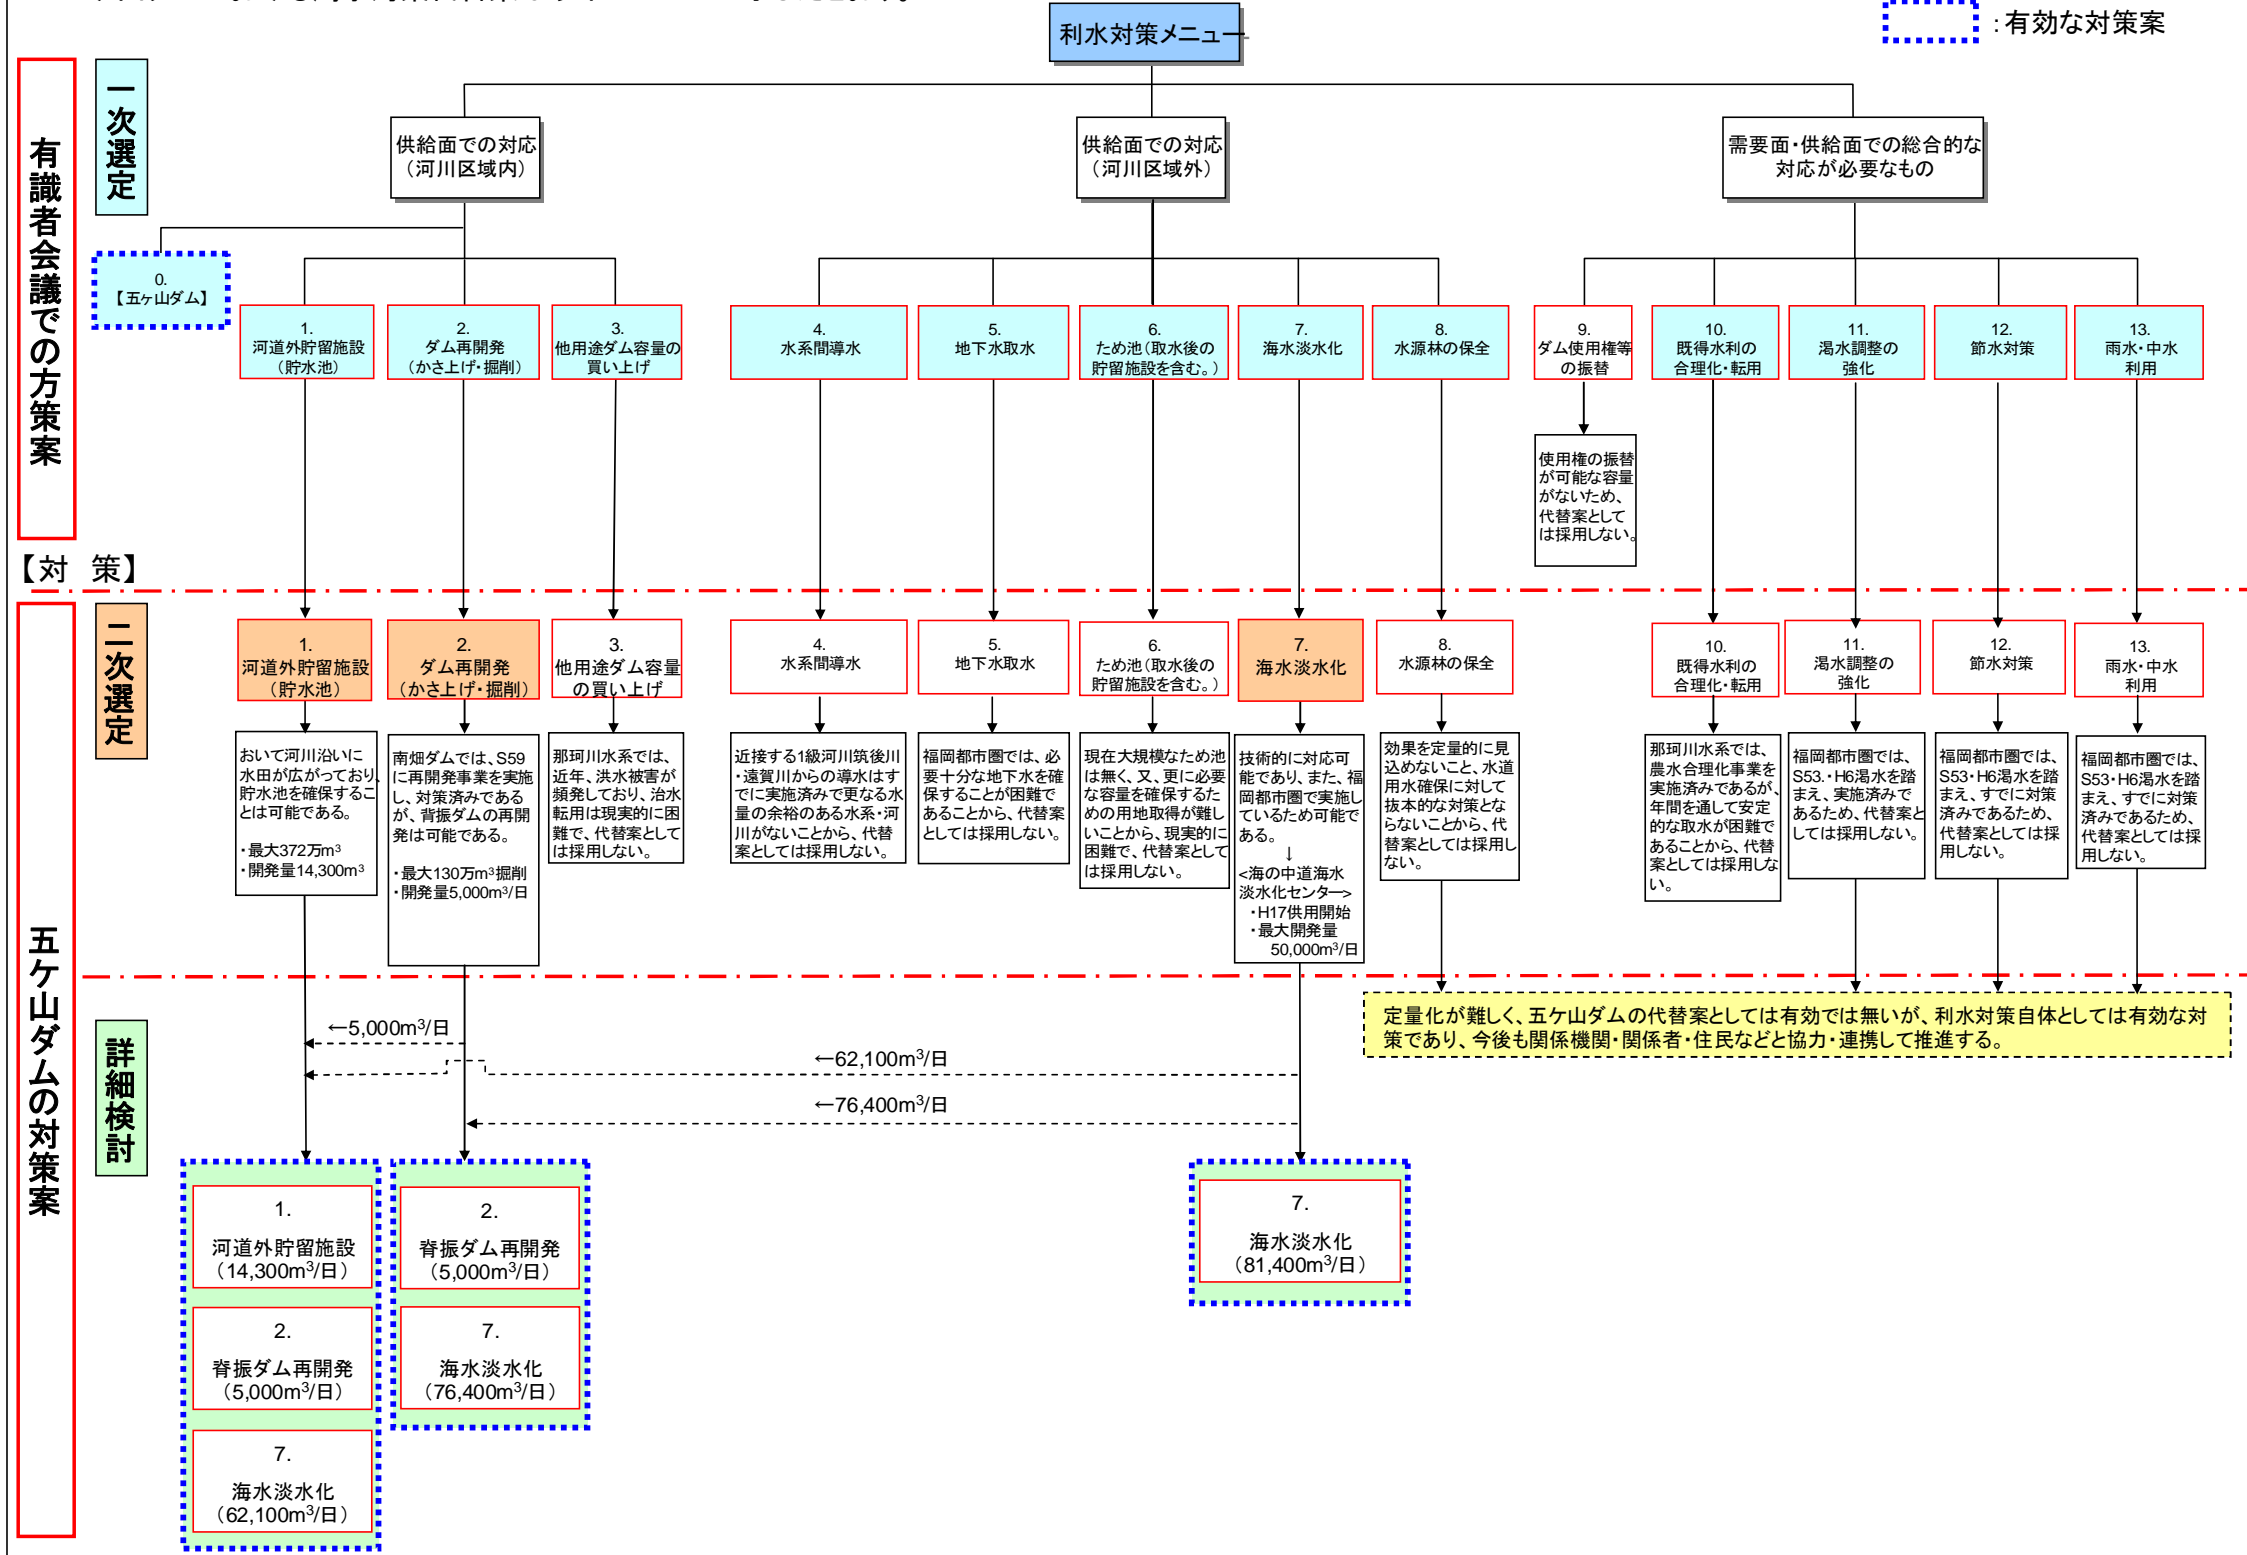 利水対策メニュー
:有効な対策案
有識者会議での方策案
一次選定
供給面での対応
(河川区域内)
供給面での対応
(河川区域外)
需要面・供給面での総合的な
対応が必要なもの
0.
【五ヶ山ダム】
1.
河道外貯留施設
(貯水池)
2.
ダム再開発
(かさ上げ・掘削)
3.
他用途ダム容量の
買い上げ
4.
水系間導水
5.
地下水取水
6.
ため池(取水後の
貯留施設を含む。)
7.
海水淡水化
8.
水源林の保全
9.
ダム使用権等
の振替
10.
既得水利の
合理化・転用
11.
渇水調整の
強化
12.
節水対策
13.
雨水・中水
利用
使用権の振替
が可能な容量
がないため、
代替案として
は採用しない。
【対 策】
五ケ山ダムの対策案
二次選定
1.
河道外貯留施設
(貯水池)
2.
ダム再開発
(かさ上げ・掘削)
3.
他用途ダム容量
の買い上げ
4.
水系間導水
5.
地下水取水
6.
ため池(取水後の
貯留施設を含む。)
7.
海水淡水化
8.
水源林の保全
10.
既得水利の
合理化・転用
11.
渇水調整の
強化
12.
節水対策
13.
雨水・中水
利用
おいて河川沿いに
水田が広がっており、
貯水池を確保するこ
とは可能である。
・最大372万m³
・開発量14,300m³
南畑ダムでは、S59
に再開発事業を実施
し、対策済みである
が、背振ダムの再開
発は可能である。
・最大130万m³掘削
・開発量5,000m³/日
那珂川水系では、
近年、洪水被害が
頻発しており、治水
転用は現実的に困
難で、代替案として
は採用しない。
近接する1級河川筑後川
・遠賀川からの導水はす
でに実施済みで更なる水
量の余裕のある水系・河
川がないことから、代替
案としては採用しない。
福岡都市圏では、必
要十分な地下水を確
保することが困難で
あることから、代替案
としては採用しない。
現在大規模なため池
は無く、又、更に必要
な容量を確保するた
めの用地取得が難し
いことから、現実的に
困難で、代替案として
は採用しない。
技術的に対応可
能であり、また、福
岡都市圏で実施し
ているため可能で
ある。
↓
<海の中道海水
淡水化センター>
・H17供用開始
・最大開発量
50,000m³/日
効果を定量的に見
込めないこと、水道
用水確保に対して
抜本的な対策とな
らないことから、代
替案としては採用し
ない。
那珂川水系では、
農水合理化事業を
実施済みであるが、
年間を通して安定
的な取水が困難で
あることから、代替
案としては採用しな
い。
福岡都市圏では、
S53.・H6渇水を踏
まえ、実施済みで
あるため、代替案と
しては採用しない。
福岡都市圏では、
S53・H6渇水を踏
まえ、すでに対策
済みであるため、
代替案としては採
用しない。
福岡都市圏では、
S53・H6渇水を踏
まえ、すでに対策
済みであるため、
代替案としては採
用しない。
定量化が難しく、五ケ山ダムの代替案としては有効では無いが、利水対策自体としては有効な対
策であり、今後も関係機関・関係者・住民などと協力・連携して推進する。
詳細検討
←5,000m³/日
←62,100m³/日
←76,400m³/日
1.
河道外貯留施設
(14,300m³/日)
2.
脊振ダム再開発
(5,000m³/日)
7.
海水淡水化
(62,100m³/日)
2.
脊振ダム再開発
(5,000m³/日)
7.
海水淡水化
(76,400m³/日)
7.
海水淡水化
(81,400m³/日)